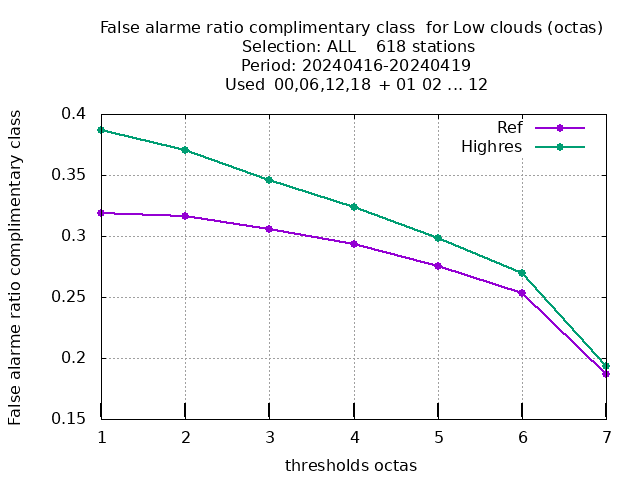 False alarme ratio complimentary class  for Low clouds (octas)
Selection: ALL    618 stations
Period: 20240416-20240419
Used  00,06,12,18  + 01 02 ... 12
False alarme ratio complimentary class
0.4
0.35
0.3
0.25
0.2
0.15
Ref
Highres
1 2 3 4 5 6 7
thresholds octas